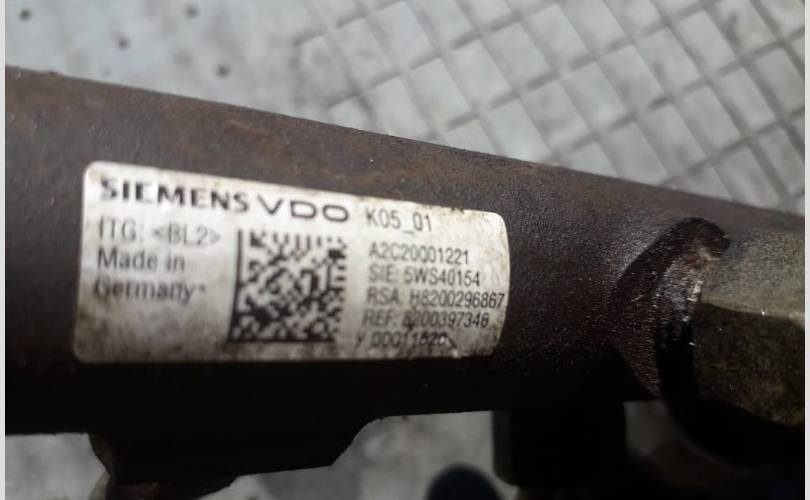 SIEMENS VDO K05_01
ITG: <BL2>
Made in
Germany*
A2C20001221
SIE: 5WS40154
RSA: H8200296867
REF: 8200397346